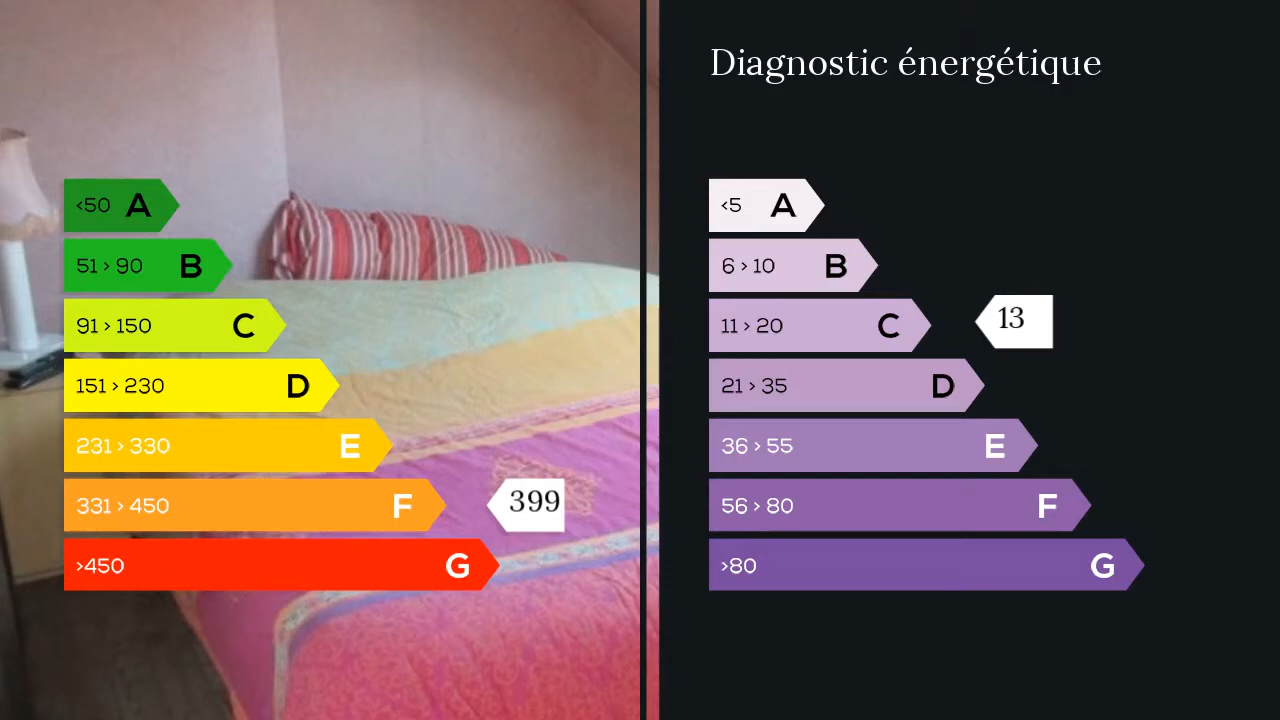 Diagnostic énergétique
<50 A
51 > 90 B
91 > 150 C
151 > 230 D
231 > 330 E
331 > 450 F
399
>450 G
<5 A
6 > 10 B
11 > 20 C
13
21 > 35 D
36 > 55 E
56 > 80 F
>80 G